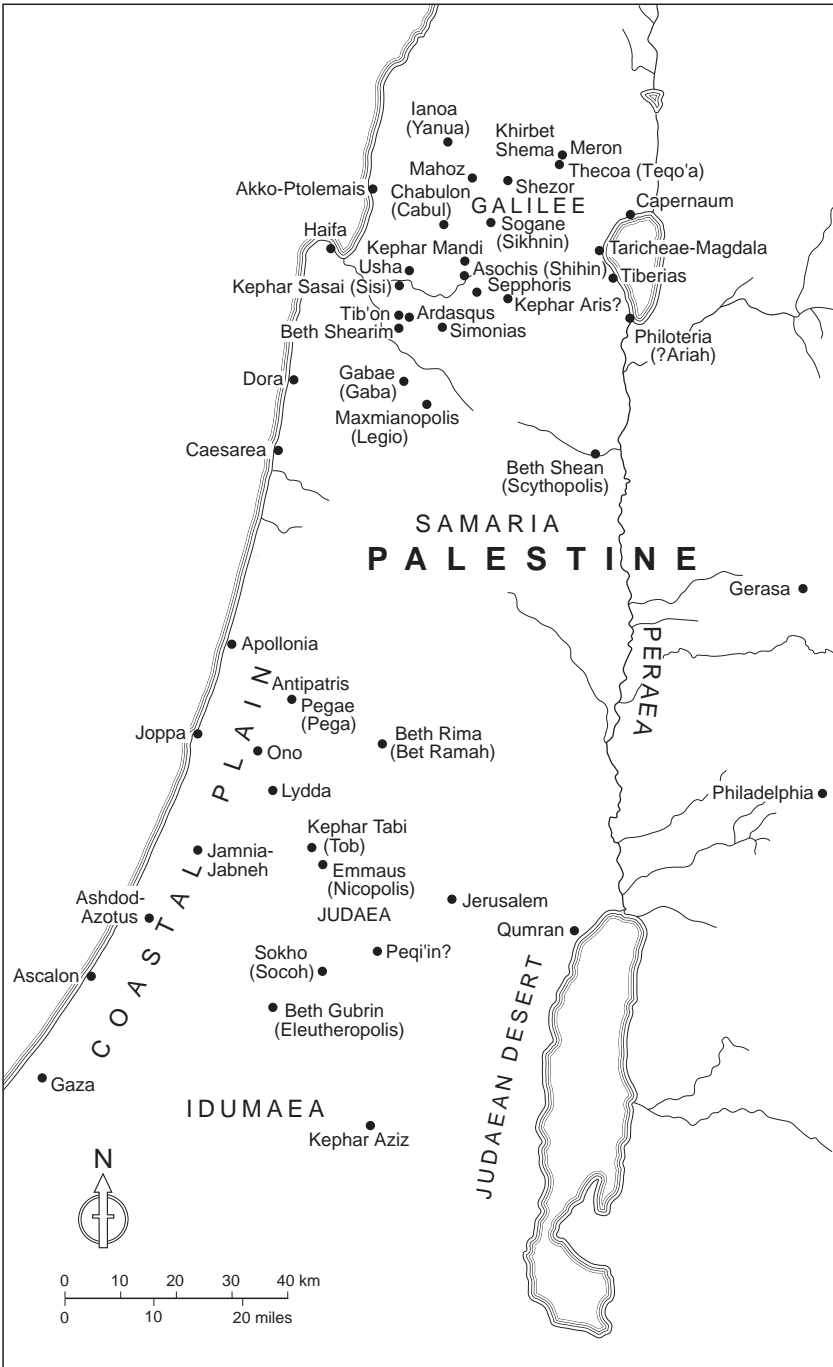 Ianoa
(Yanua)
Khirbet
Shema
Meron
Thecoa (Teqo'a)
Mahoz
Shezor
Akko-Ptolemais
Chabulon
(Cabul)
GALILEE
Capernaum
Sogane
(Sikhnin)
Haifa
Kephar Mandi
Taricheae-Magdala
Usha
Asochis (Shihin)
Tiberias
Kephar Sasai (Sisi)
Sepphoris
Kephar Aris?
Tib'on
Ardasqus
Beth Shearim
Simonias
Philoteria
(?Ariah)
Dora
Gabae
(Gaba)
Maxmianopolis
(Legio)
Caesarea
Beth Shean
(Scythopolis)
SAMARIA
PALESTINE
Gerasa
PERAEA
Apollonia
COASTAL PLAIN
Antipatris
Pegae
(Pega)
Joppa
Ono
Beth Rima
(Bet Ramah)
Lydda
Philadelphia
Kephar Tabi
(Tob)
Jamnia-
Jabneh
Emmaus
(Nicopolis)
Ashdod-
Azotus
JUDAEA
Jerusalem
Qumran
Sokho
(Socoh)
Peqi'in?
Ascalon
Beth Gubrin
(Eleutheropolis)
JUDAEAN DESERT
Gaza
IDUMAEA
Kephar Aziz
N
0 10 20 30 40 km
0 10 20 miles